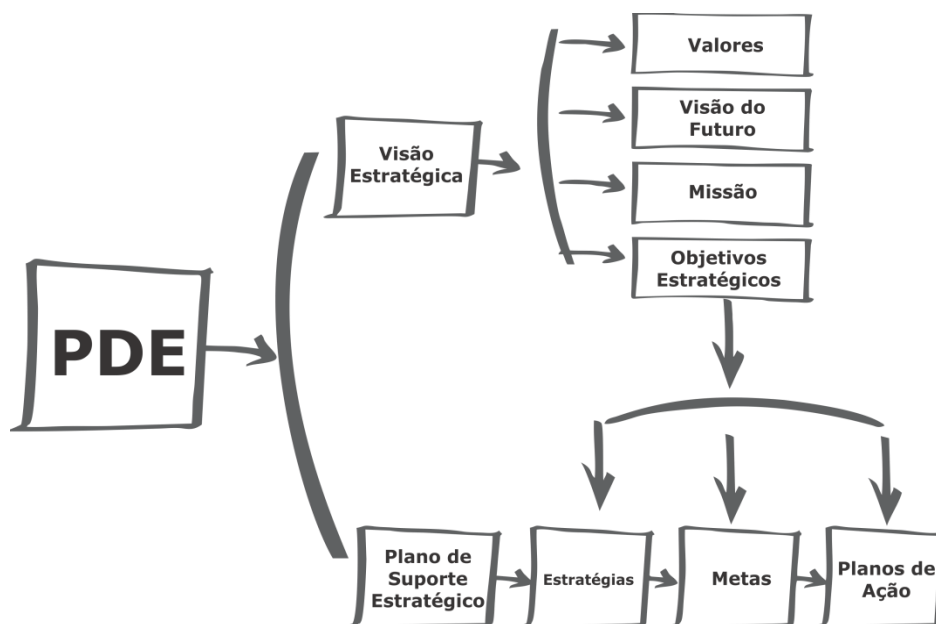 Valores
Visão do
Futuro
Visão
Estratégica
Missão
Objetivos
Estratégicos
PDE
Plano de
Suporte
Estratégico
Estratégias
Metas
Planos de
Ação